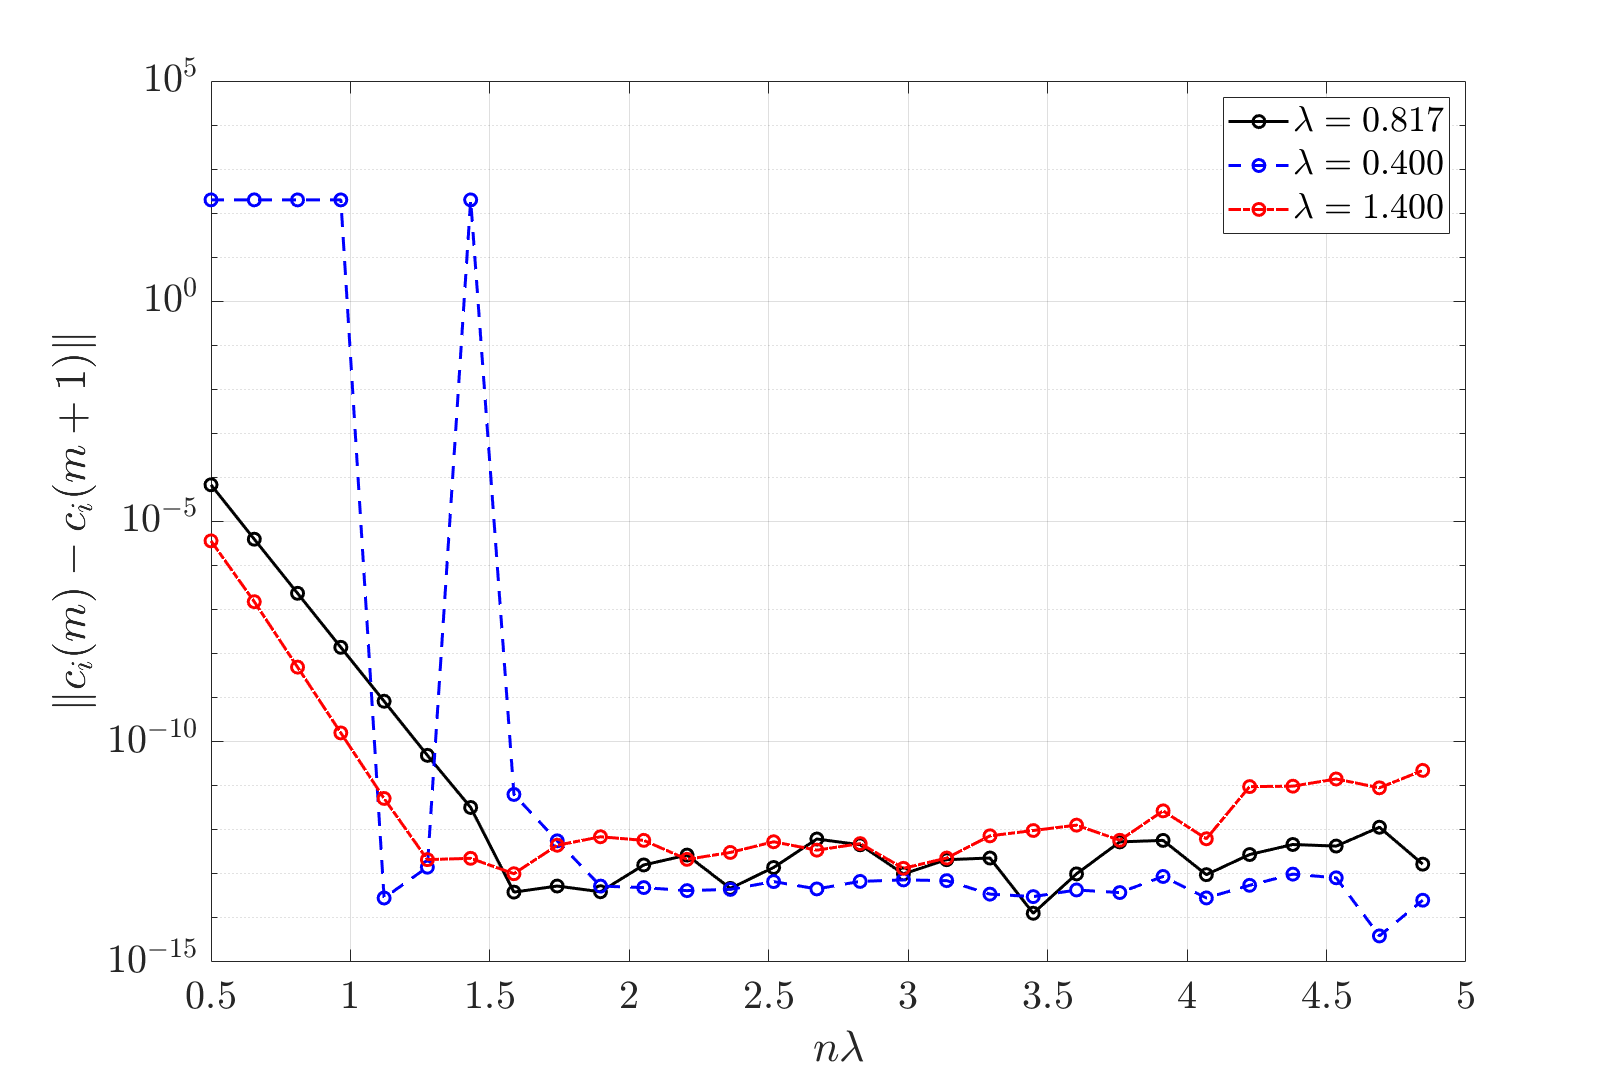 10^5
10^0
10^{-5}
10^{-10}
10^{-15}
‖c_i(m) − c_i(m + 1)‖
λ = 0.817
λ = 0.400
λ = 1.400
0.5 1 1.5 2 2.5 3 3.5 4 4.5 5
nλ